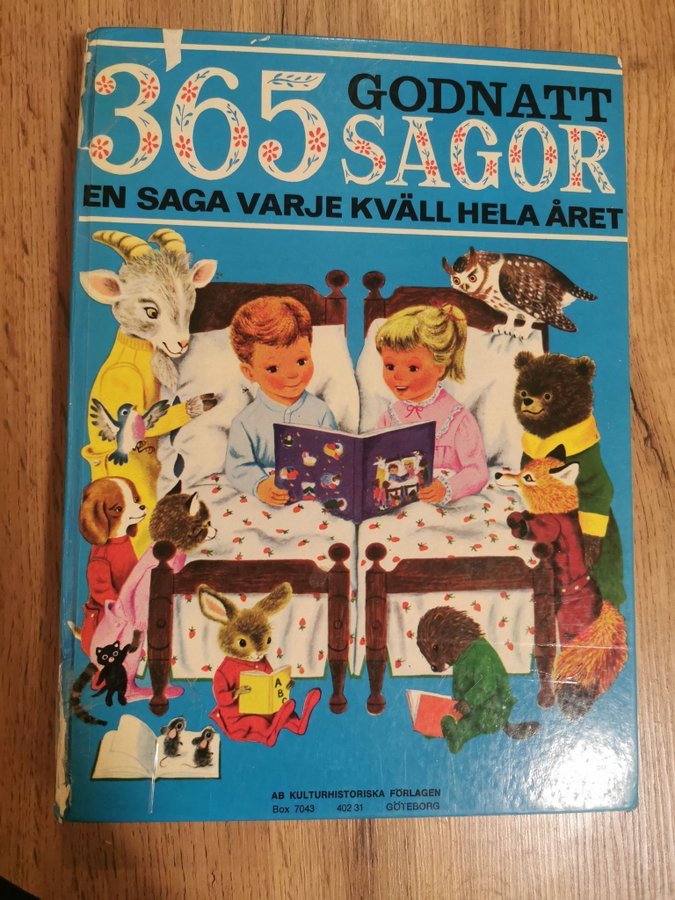 365 GODNATT
SAGOR
EN SAGA VARJE KVÄLL HELA ÅRET
A B C
AB KULTURHISTORISKA FÖRLAGEN
Box 7043 402 31 GÖTEBORG